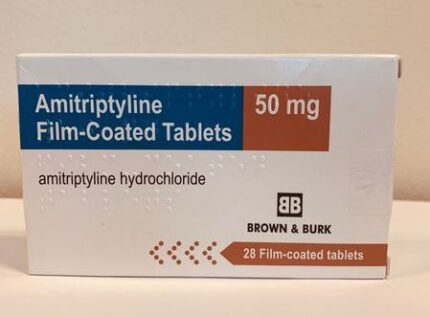 Amitriptyline
Film-Coated Tablets
50 mg
amitriptyline hydrochloride
BB
BROWN & BURK
28 Film-coated tablets